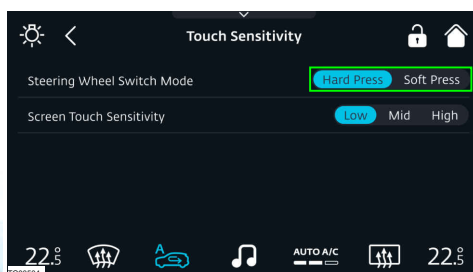 Touch Sensitivity
Steering Wheel Switch Mode Hard Press Soft Press
Screen Touch Sensitivity Low Mid High
A
22.5° AUTO A/C 22.5°